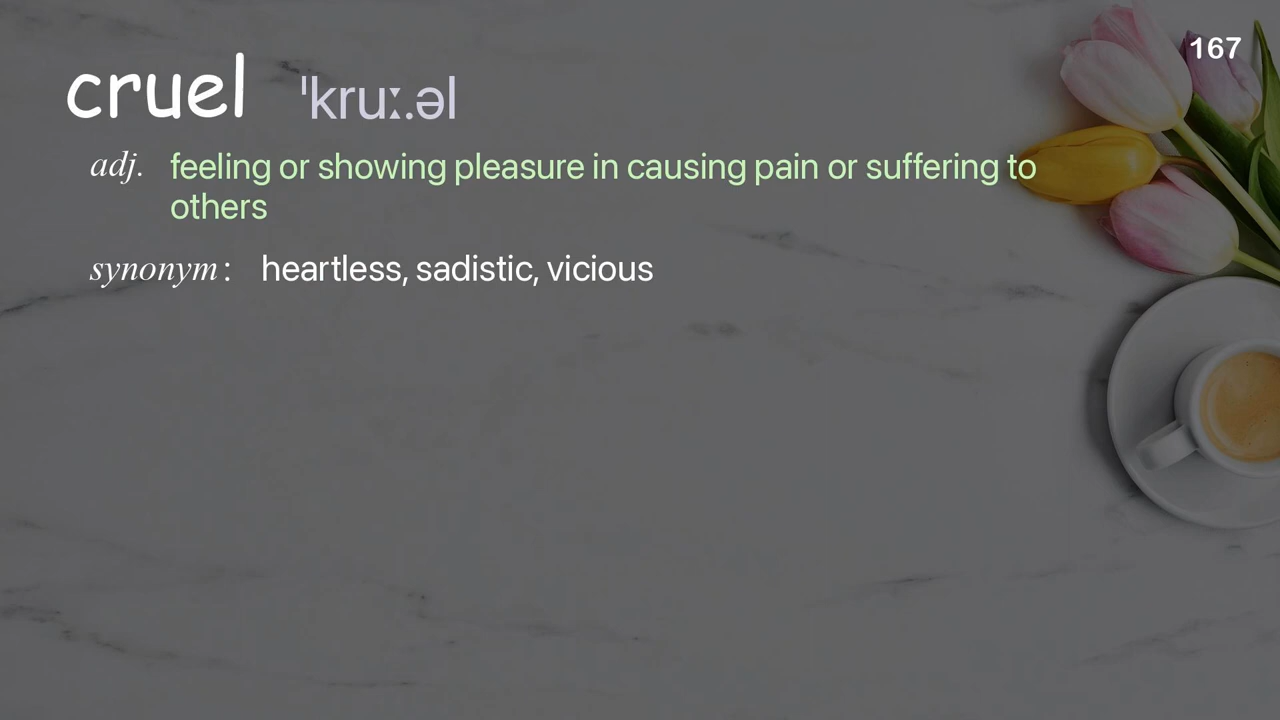 167
cruel ˈkruː.əl
adj. feeling or showing pleasure in causing pain or suffering to
others
synonym: heartless, sadistic, vicious